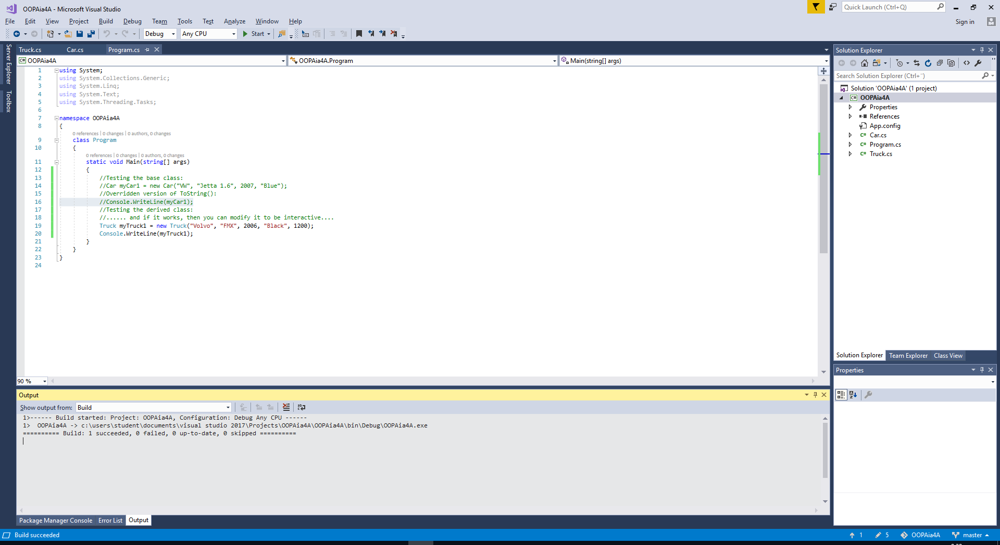 OOPAia4A - Microsoft Visual Studio
Quick Launch (Ctrl+Q)
File Edit View Project Build Debug Team Tools Test Analyze Window Help
Sign in
Debug Any CPU Start
Server Explorer
Toolbox
Truck.cs Car.cs Program.cs
OOPAia4A OOPAia4A.Program Main(string[] args)
1 using System;
2 using System.Collections.Generic;
3 using System.Linq;
4 using System.Text;
5 using System.Threading.Tasks;
6
7 namespace OOPAia4A
8 {
0 references | 0 changes | 0 authors, 0 changes
9 class Program
10 {
0 references | 0 changes | 0 authors, 0 changes
11 static void Main(string[] args)
12 {
13 //Testing the base class:
14 //Car myCar1 = new Car("VW", "Jetta 1.6", 2007, "Blue");
15 //Overridden version of ToString():
16 //Console.WriteLine(myCar1);
17 //Testing the derived class:
18 //...... and if it works, then you can modify it to be interactive....
19 Truck myTruck1 = new Truck("Volvo", "FMX", 2006, "Black", 1200);
20 Console.WriteLine(myTruck1);
21 }
22 }
23 }
24
90 %
Output
Show output from: Build
1>------ Build started: Project: OOPAia4A, Configuration: Debug Any CPU ------
1>  OOPAia4A -> c:\users\student\documents\visual studio 2017\Projects\OOPAia4A\OOPAia4A\bin\Debug\OOPAia4A.exe
========== Build: 1 succeeded, 0 failed, 0 up-to-date, 0 skipped ==========
Package Manager Console Error List Output
Solution Explorer
Search Solution Explorer (Ctrl+¨)
Solution 'OOPAia4A' (1 project)
OOPAia4A
Properties
References
App.config
Car.cs
Program.cs
Truck.cs
Solution Explorer Team Explorer Class View
Properties
Build succeeded
1 5 OOPAia4A master